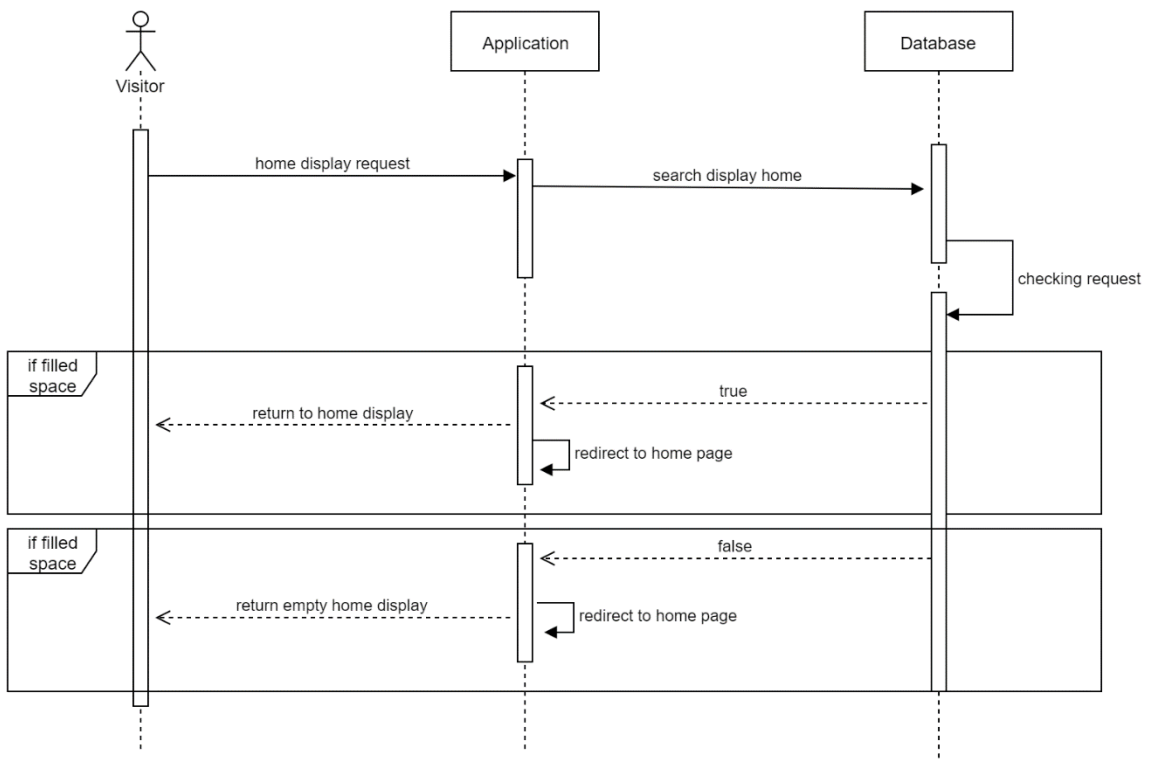 Visitor
Application
Database
home display request
search display home
checking request
if filled
space
true
return to home display
redirect to home page
if filled
space
false
return empty home display
redirect to home page